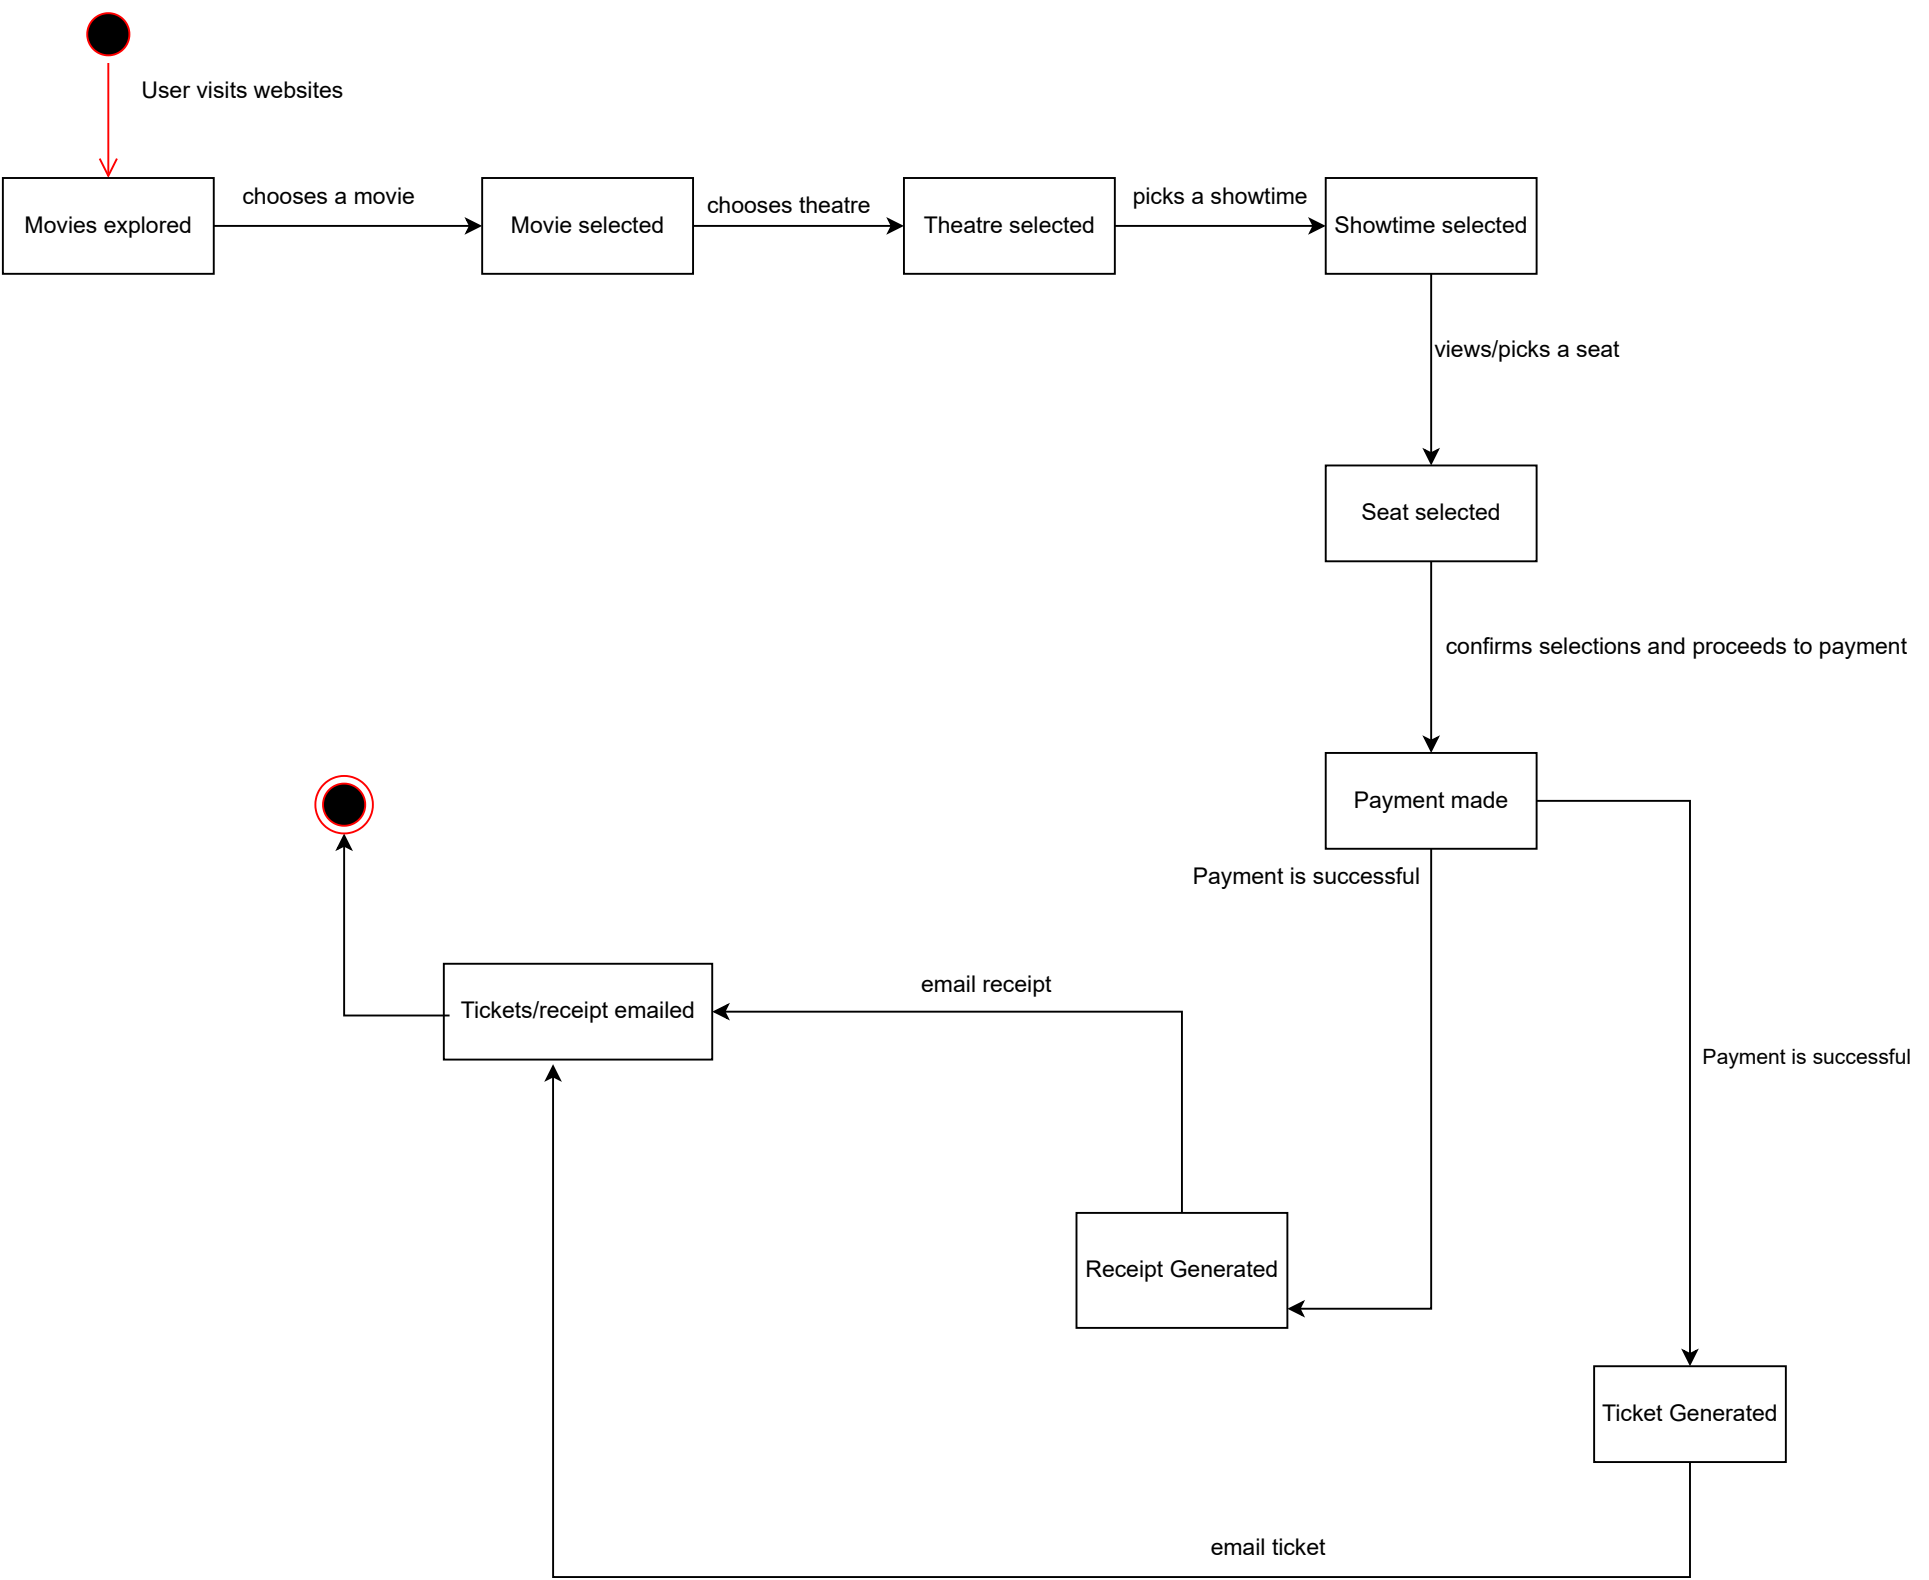 User visits websites
Movies explored
chooses a movie
Movie selected
chooses theatre
Theatre selected
picks a showtime
Showtime selected
views/picks a seat
Seat selected
confirms selections and proceeds to payment
Payment made
Payment is successful
Payment is successful
email receipt
Tickets/receipt emailed
Receipt Generated
Ticket Generated
email ticket